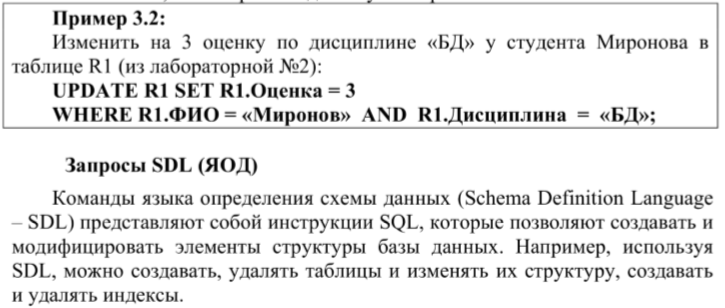 Пример 3.2:
Изменить на 3 оценку по дисциплине «БД» у студента Миронова в
таблице R1 (из лабораторной №2):
UPDATE R1 SET R1.Оценка = 3
WHERE R1.ФИО = «Миронов» AND R1.Дисциплина = «БД»;
Запросы SDL (ЯОД)
Команды языка определения схемы данных (Schema Definition Language
– SDL) представляют собой инструкции SQL, которые позволяют создавать и
модифицировать элементы структуры базы данных. Например, используя
SDL, можно создавать, удалять таблицы и изменять их структуру, создавать
и удалять индексы.